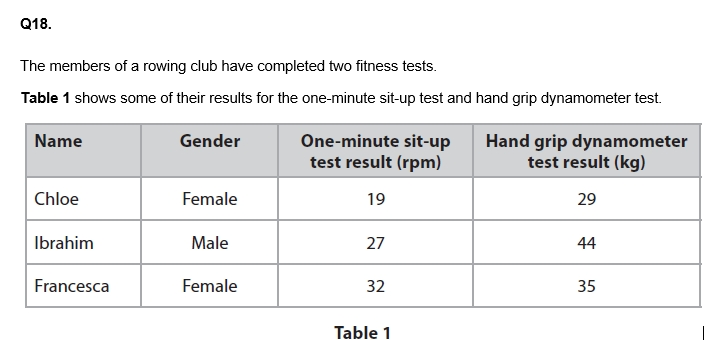 Q18.
The members of a rowing club have completed two fitness tests.
Table 1 shows some of their results for the one-minute sit-up test and hand grip dynamometer test.
Name Gender One-minute sit-up test result (rpm) Hand grip dynamometer test result (kg)
Chloe Female 19 29
Ibrahim Male 27 44
Francesca Female 32 35
Table 1